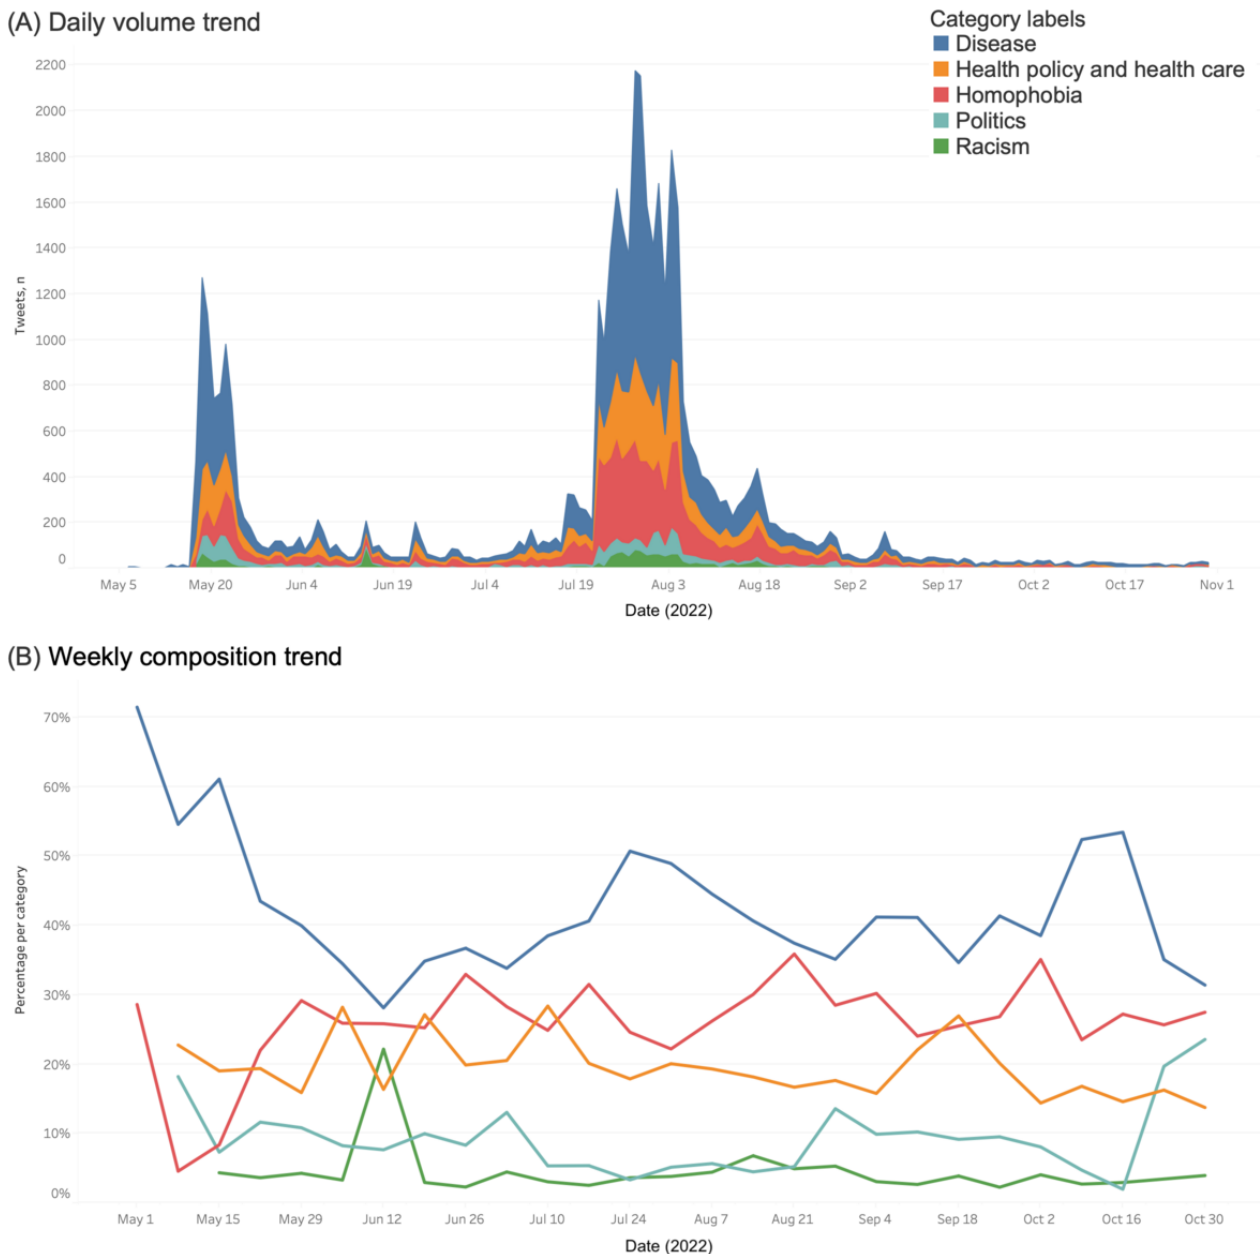 (A) Daily volume trend
Category labels
Disease
Health policy and health care
Homophobia
Politics
Racism
2200
2000
1800
1600
1400
1200
1000
800
600
400
200
0
Tweets, n
May 5 May 20 Jun 4 Jun 19 Jul 4 Jul 19 Aug 3 Aug 18 Sep 2 Sep 17 Oct 2 Oct 17 Nov 1
Date (2022)
(B) Weekly composition trend
70%
60%
50%
40%
30%
20%
10%
0%
Percentage per category
May 1 May 15 May 29 Jun 12 Jun 26 Jul 10 Jul 24 Aug 7 Aug 21 Sep 4 Sep 18 Oct 2 Oct 16 Oct 30
Date (2022)